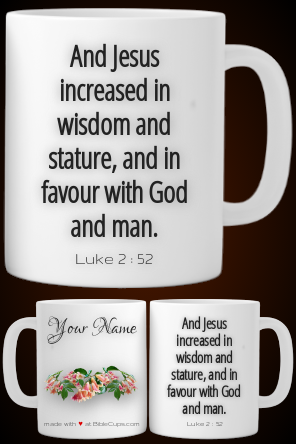 And Jesus
increased in
wisdom and
stature, and in
favour with God
and man.
Luke 2 : 52
Your Name
made with ♥ at BibleCups.com
And Jesus
increased in
wisdom and
stature, and in
favour with God
and man.
Luke 2 : 52